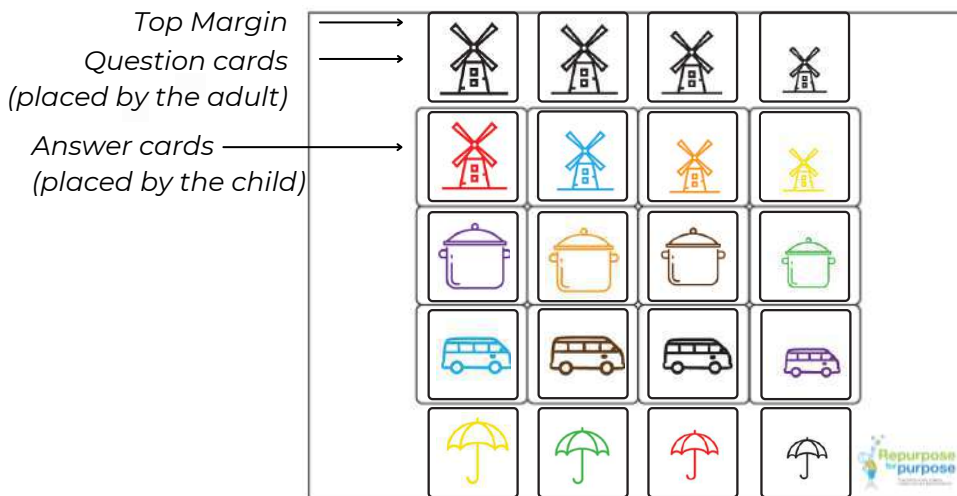 Top Margin
Question cards
(placed by the adult)
Answer cards
(placed by the child)
Repurpose
for
purpose